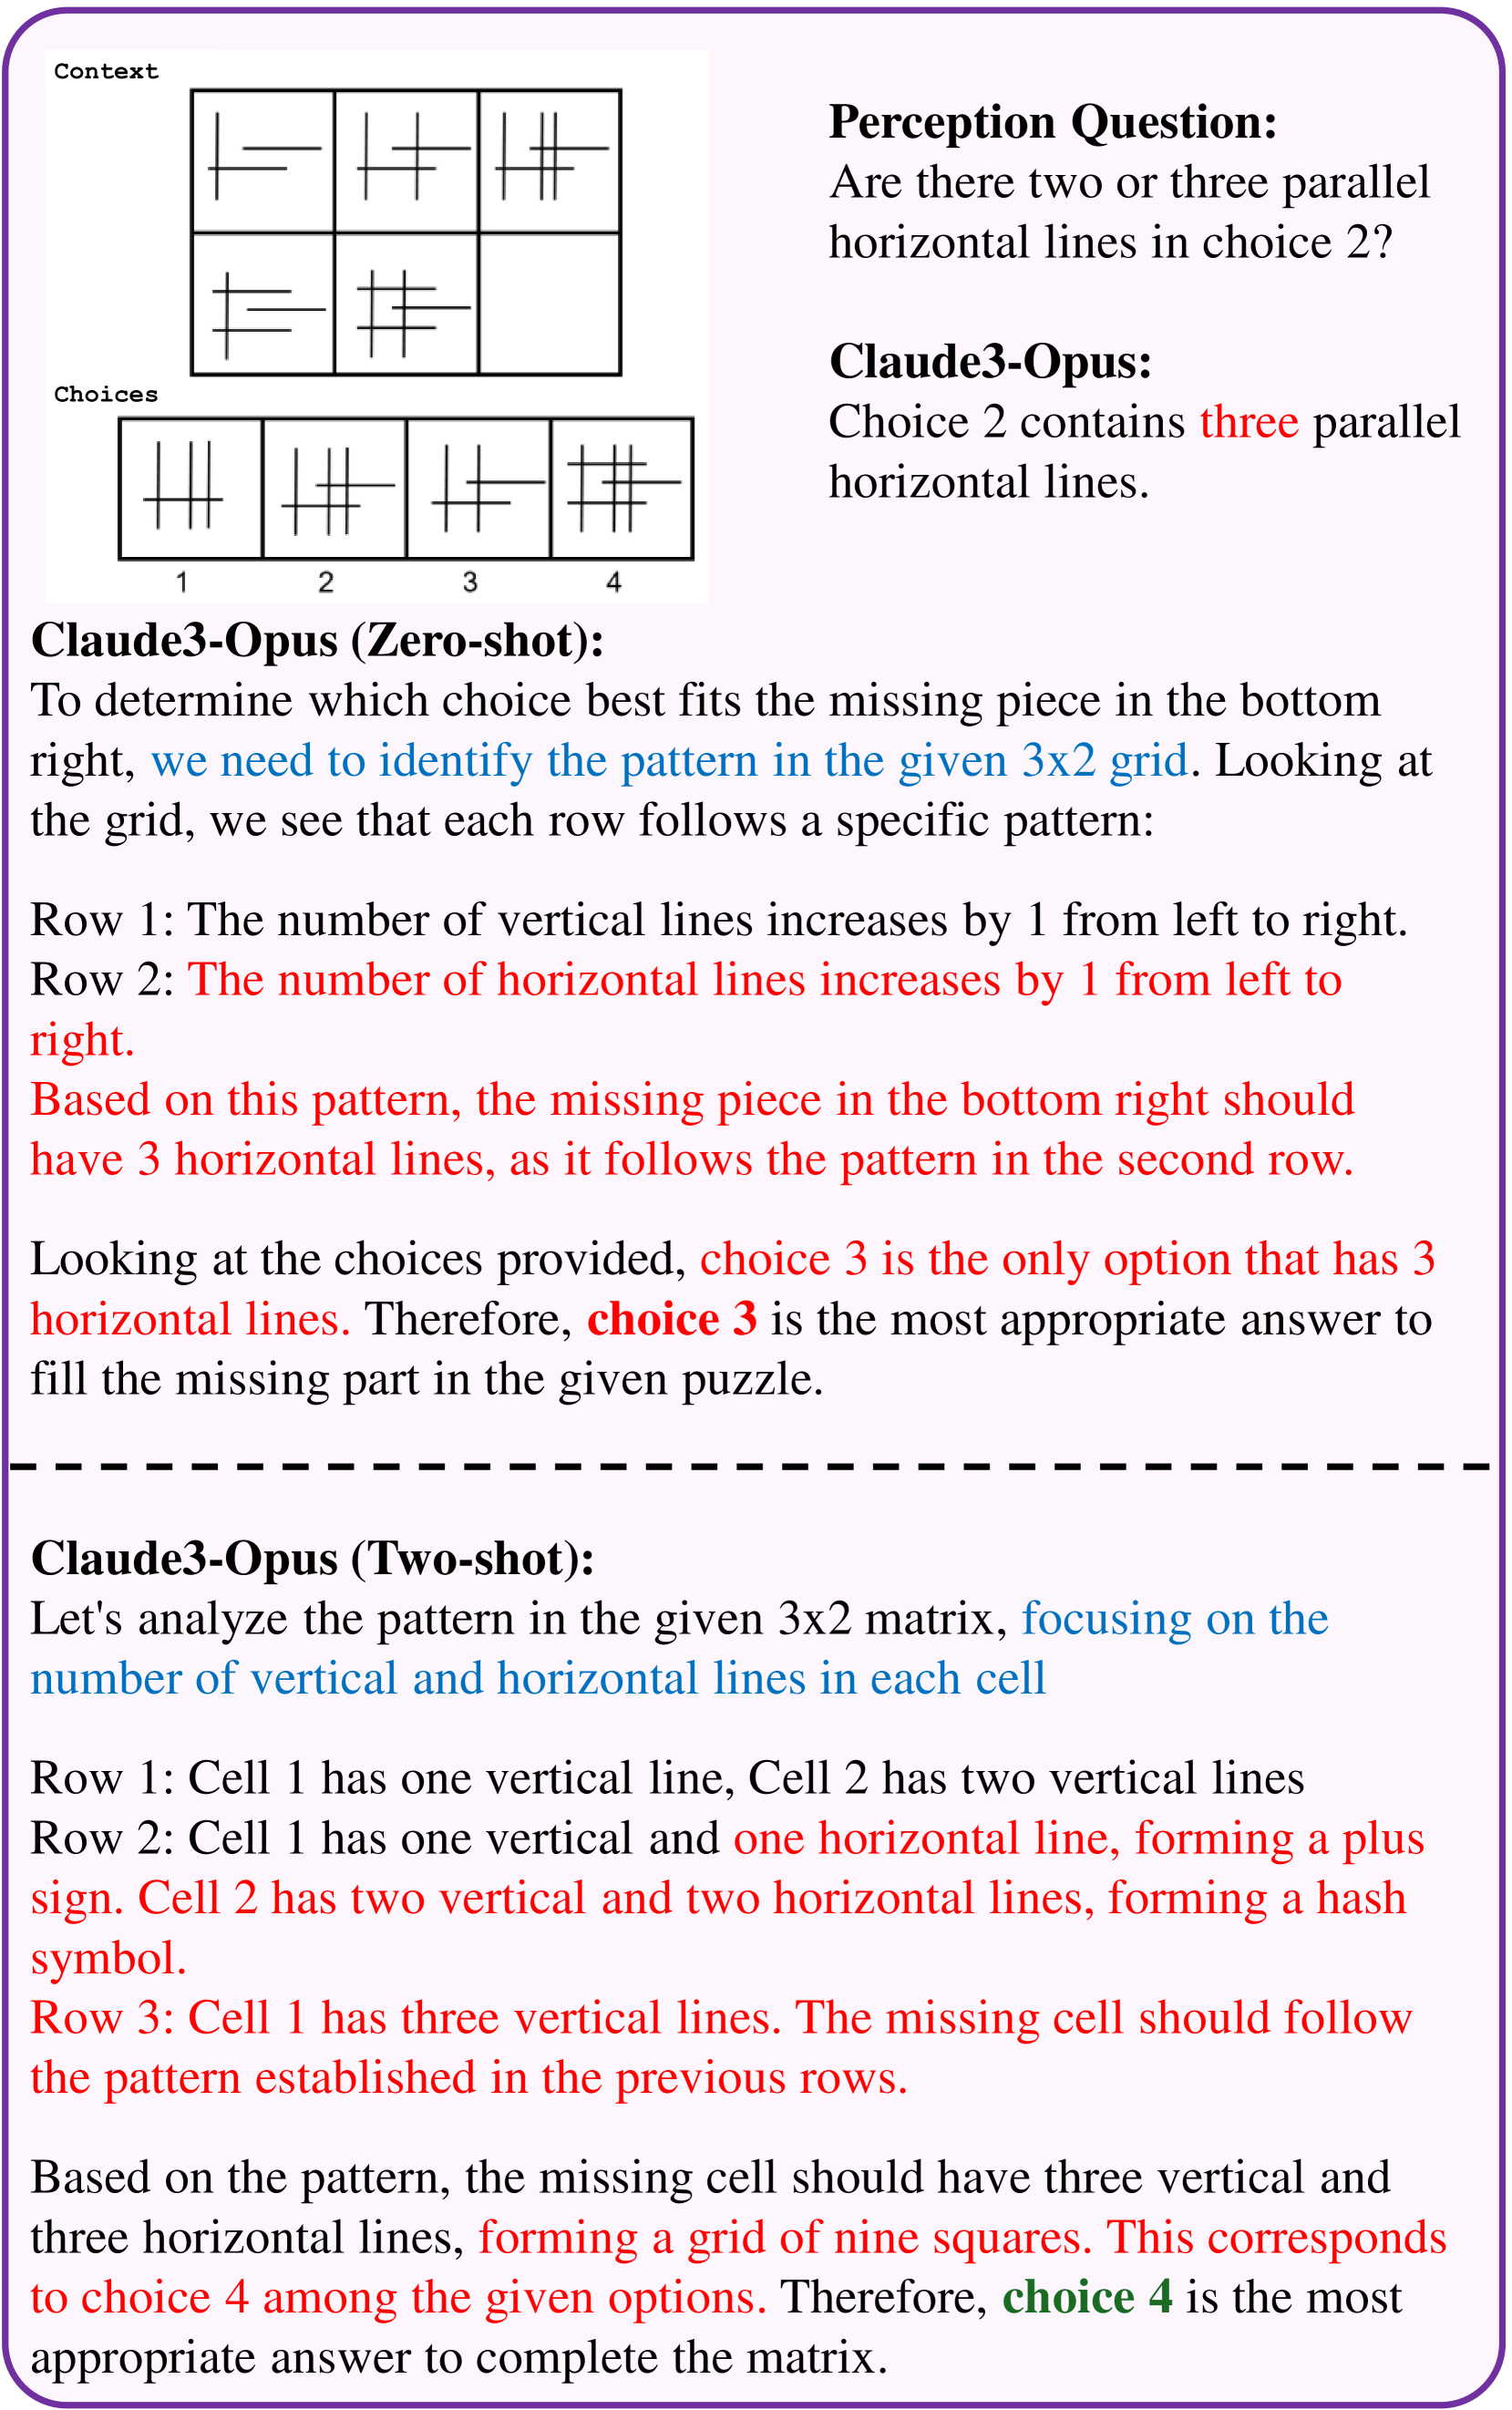 Context
Choices
1 2 3 4
Perception Question:
Are there two or three parallel
horizontal lines in choice 2?
Claude3-Opus:
Choice 2 contains three parallel
horizontal lines.
Claude3-Opus (Zero-shot):
To determine which choice best fits the missing piece in the bottom
right, we need to identify the pattern in the given 3x2 grid. Looking at
the grid, we see that each row follows a specific pattern:
Row 1: The number of vertical lines increases by 1 from left to right.
Row 2: The number of horizontal lines increases by 1 from left to
right.
Based on this pattern, the missing piece in the bottom right should
have 3 horizontal lines, as it follows the pattern in the second row.
Looking at the choices provided, choice 3 is the only option that has 3
horizontal lines. Therefore, choice 3 is the most appropriate answer to
fill the missing part in the given puzzle.
Claude3-Opus (Two-shot):
Let's analyze the pattern in the given 3x2 matrix, focusing on the
number of vertical and horizontal lines in each cell
Row 1: Cell 1 has one vertical line, Cell 2 has two vertical lines
Row 2: Cell 1 has one vertical and one horizontal line, forming a plus
sign. Cell 2 has two vertical and two horizontal lines, forming a hash
symbol.
Row 3: Cell 1 has three vertical lines. The missing cell should follow
the pattern established in the previous rows.
Based on the pattern, the missing cell should have three vertical and
three horizontal lines, forming a grid of nine squares. This corresponds
to choice 4 among the given options. Therefore, choice 4 is the most
appropriate answer to complete the matrix.